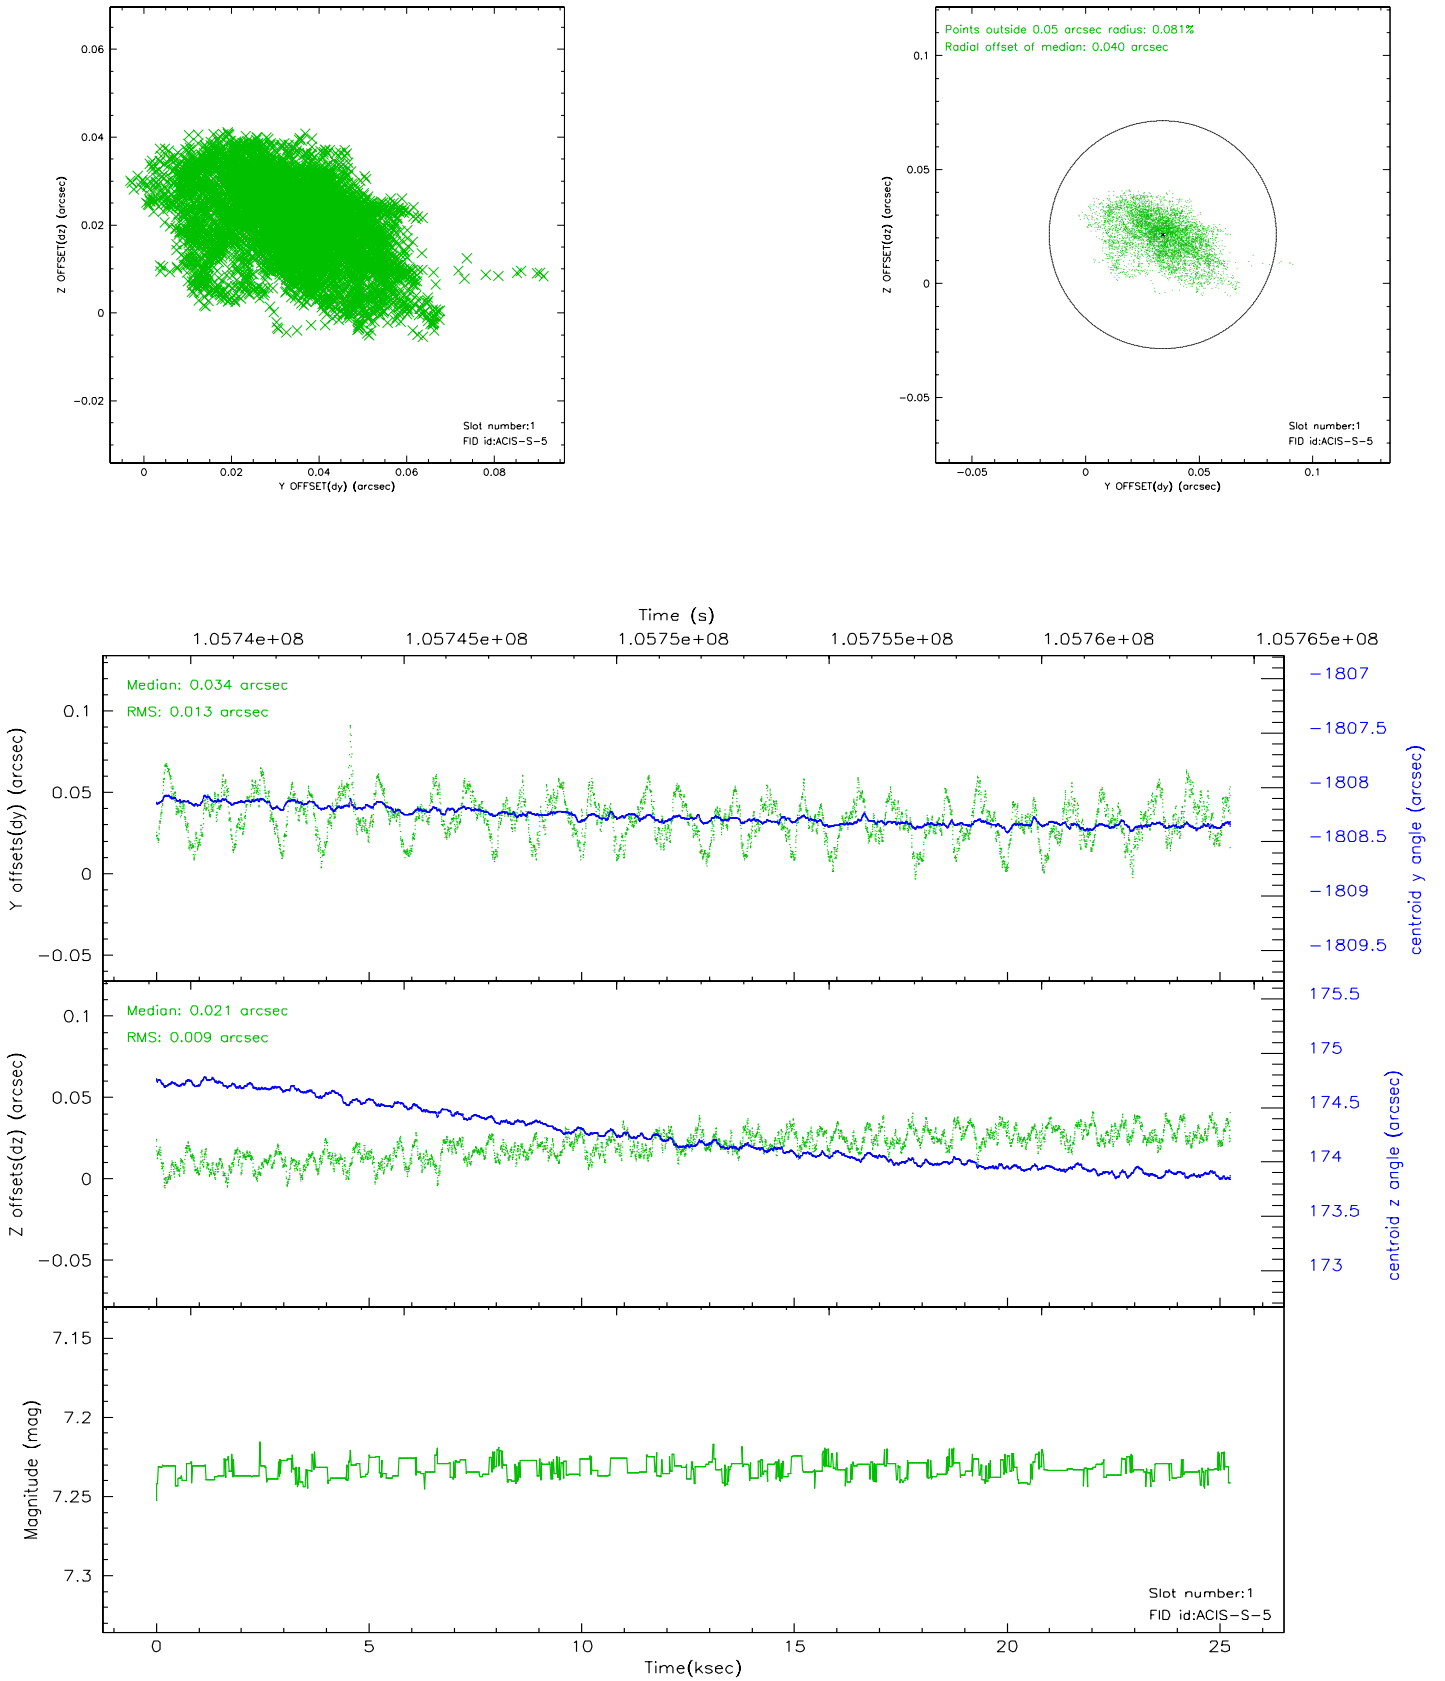 0.06
0.04
0.02
0
−0.02
Z OFFSET(dz) (arcsec)
Slot number:1
FID id:ACIS−S−5
0 0.02 0.04 0.06 0.08
Y OFFSET(dy) (arcsec)
Points outside 0.05 arcsec radius: 0.081%
Radial offset of median: 0.040 arcsec
0.1
0.05
0
−0.05
Z OFFSET(dz) (arcsec)
Slot number:1
FID id:ACIS−S−5
−0.05 0 0.05 0.1
Y OFFSET(dy) (arcsec)
Time (s)
1.0574e+08 1.05745e+08 1.0575e+08 1.05755e+08 1.0576e+08 1.05765e+08
Median: 0.034 arcsec
RMS: 0.013 arcsec
0.1
0.05
0
−0.05
Y offsets(dy) (arcsec)
−1807
−1807.5
−1808
−1808.5
−1809
−1809.5
centroid y angle (arcsec)
Median: 0.021 arcsec
RMS: 0.009 arcsec
0.1
0.05
0
−0.05
Z offsets(dz) (arcsec)
175.5
175
174.5
174
173.5
173
centroid z angle (arcsec)
7.15
7.2
7.25
7.3
Magnitude (mag)
Slot number:1
FID id:ACIS−S−5
0 5 10 15 20 25
Time(ksec)